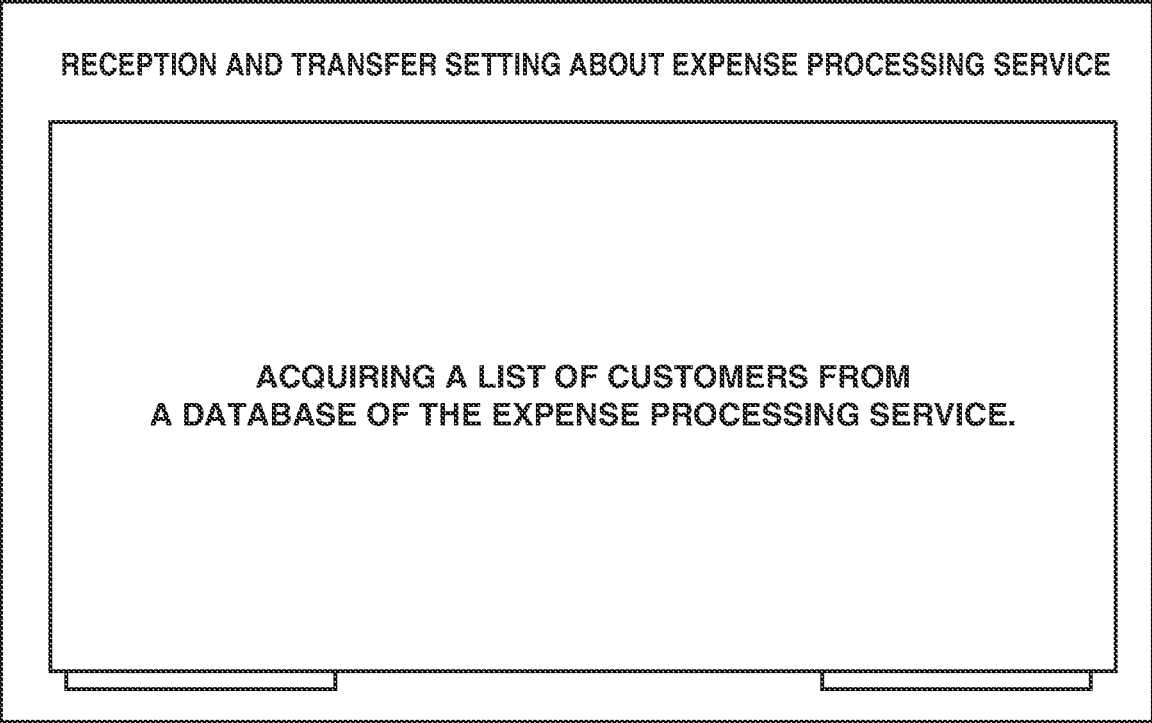 RECEPTION AND TRANSFER SETTING ABOUT EXPENSE PROCESSING SERVICE
ACQUIRING A LIST OF CUSTOMERS FROM
A DATABASE OF THE EXPENSE PROCESSING SERVICE.